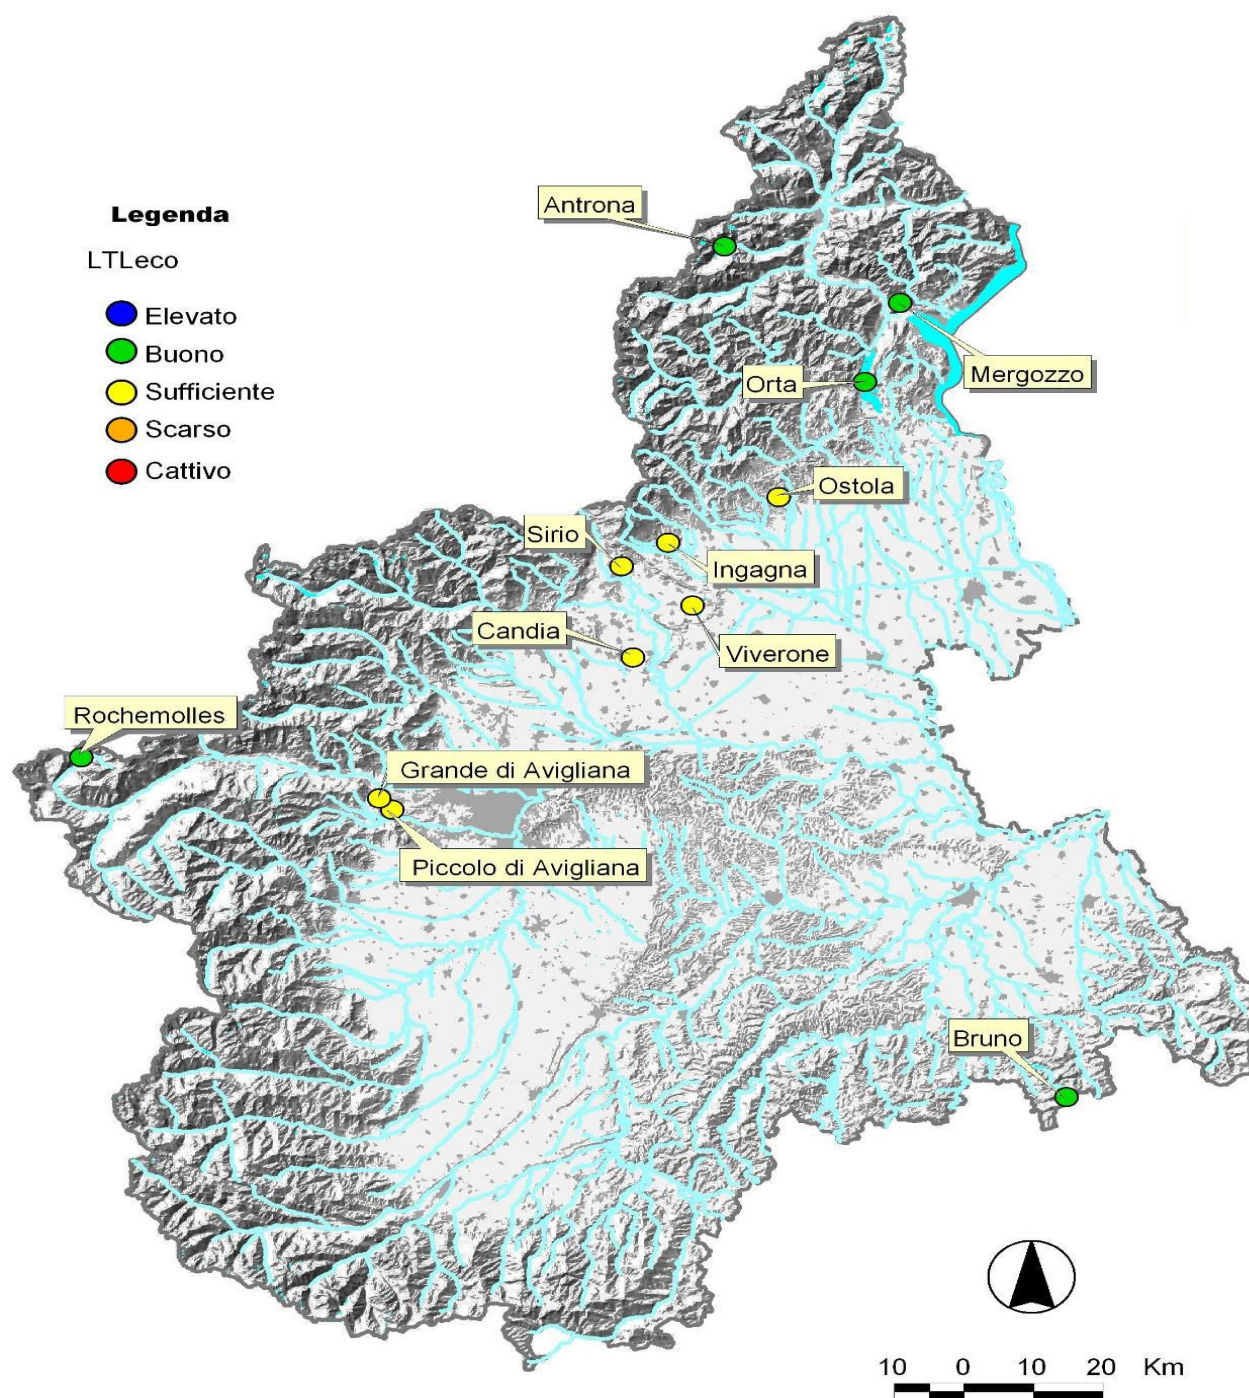 Legenda
LTLeco
Elevato
Buono
Sufficiente
Scarso
Cattivo
Antrona
Mergozzo
Orta
Ostola
Sirio
Ingagna
Candia
Viverone
Rochemolles
Grande di Avigliana
Piccolo di Avigliana
Bruno
10 0 10 20 Km